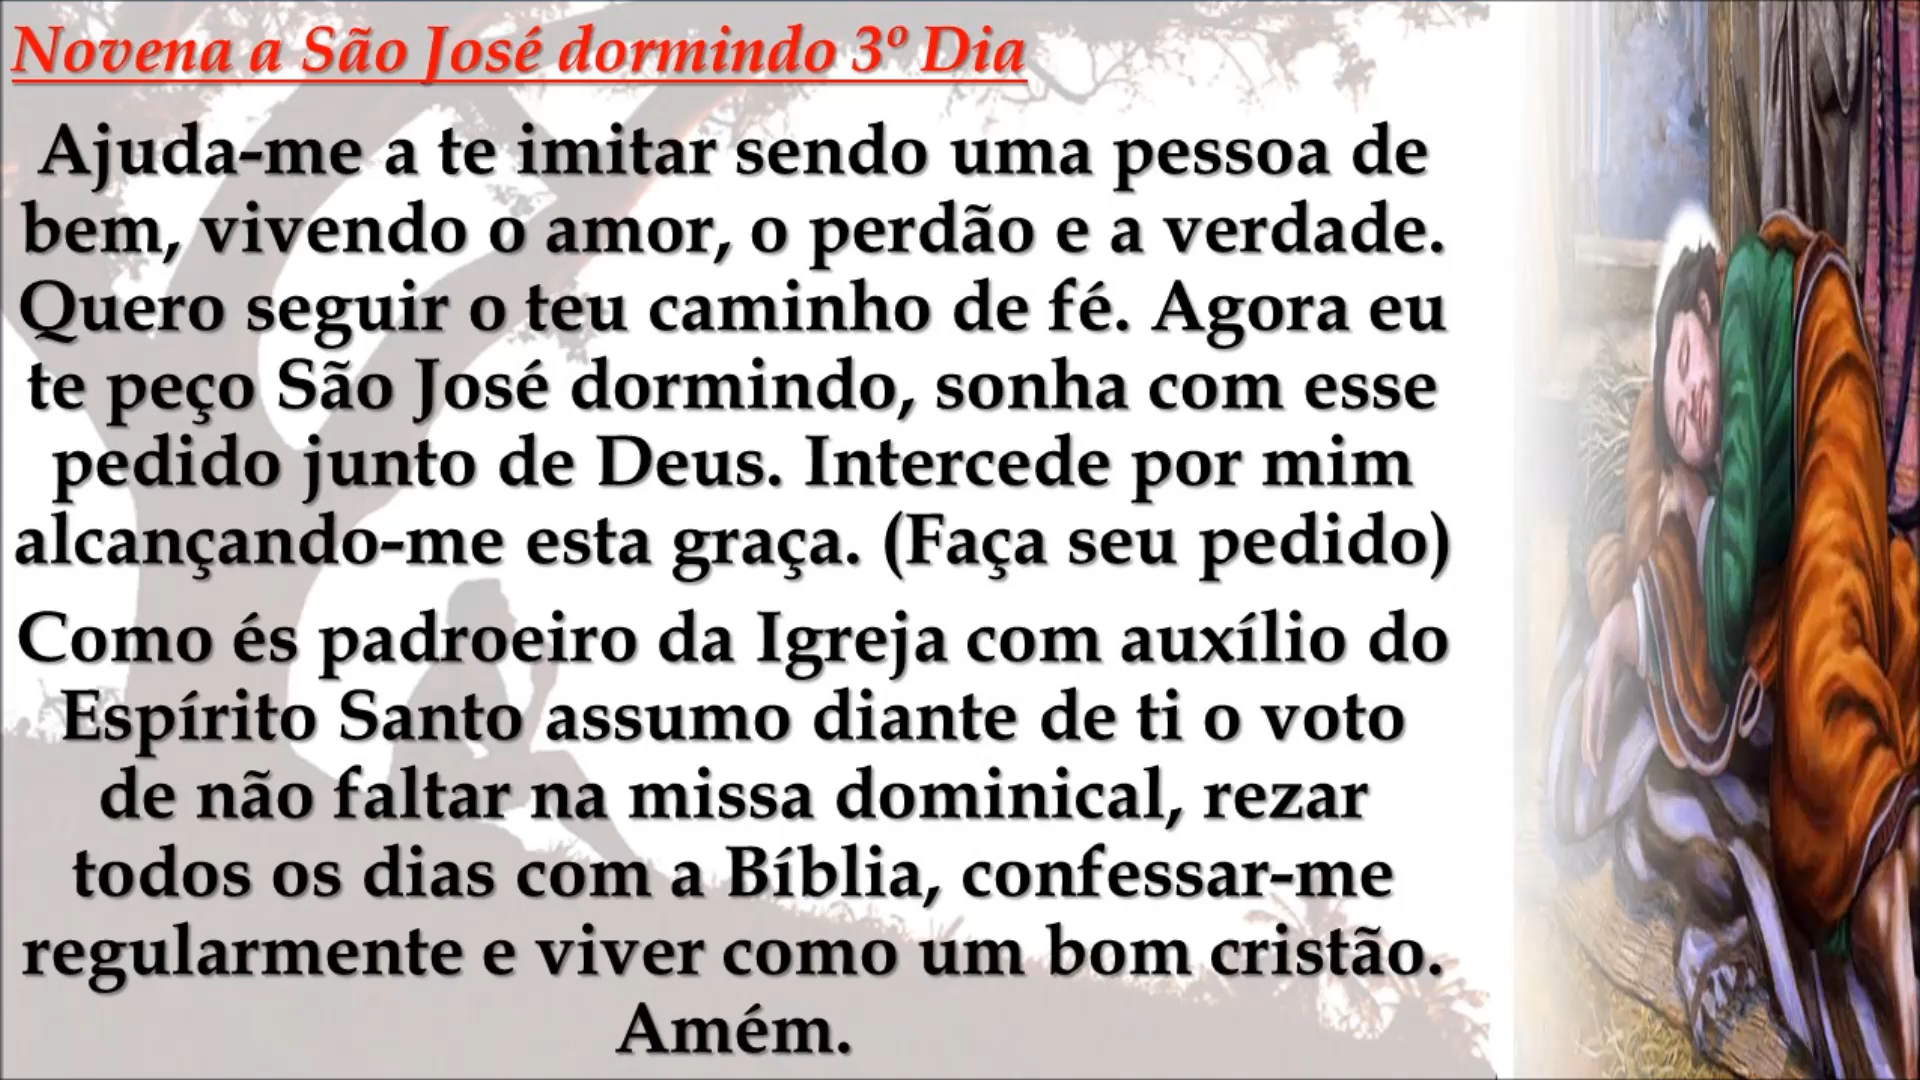 Novena a São José dormindo 3º Dia
Ajuda-me a te imitar sendo uma pessoa de
bem, vivendo o amor, o perdão e a verdade.
Quero seguir o teu caminho de fé. Agora eu
te peço São José dormindo, sonha com esse
pedido junto de Deus. Intercede por mim
alcançando-me esta graça. (Faça seu pedido)
Como és padroeiro da Igreja com auxílio do
Espírito Santo assumo diante de ti o voto
de não faltar na missa dominical, rezar
todos os dias com a Bíblia, confessar-me
regularmente e viver como um bom cristão.
Amém.